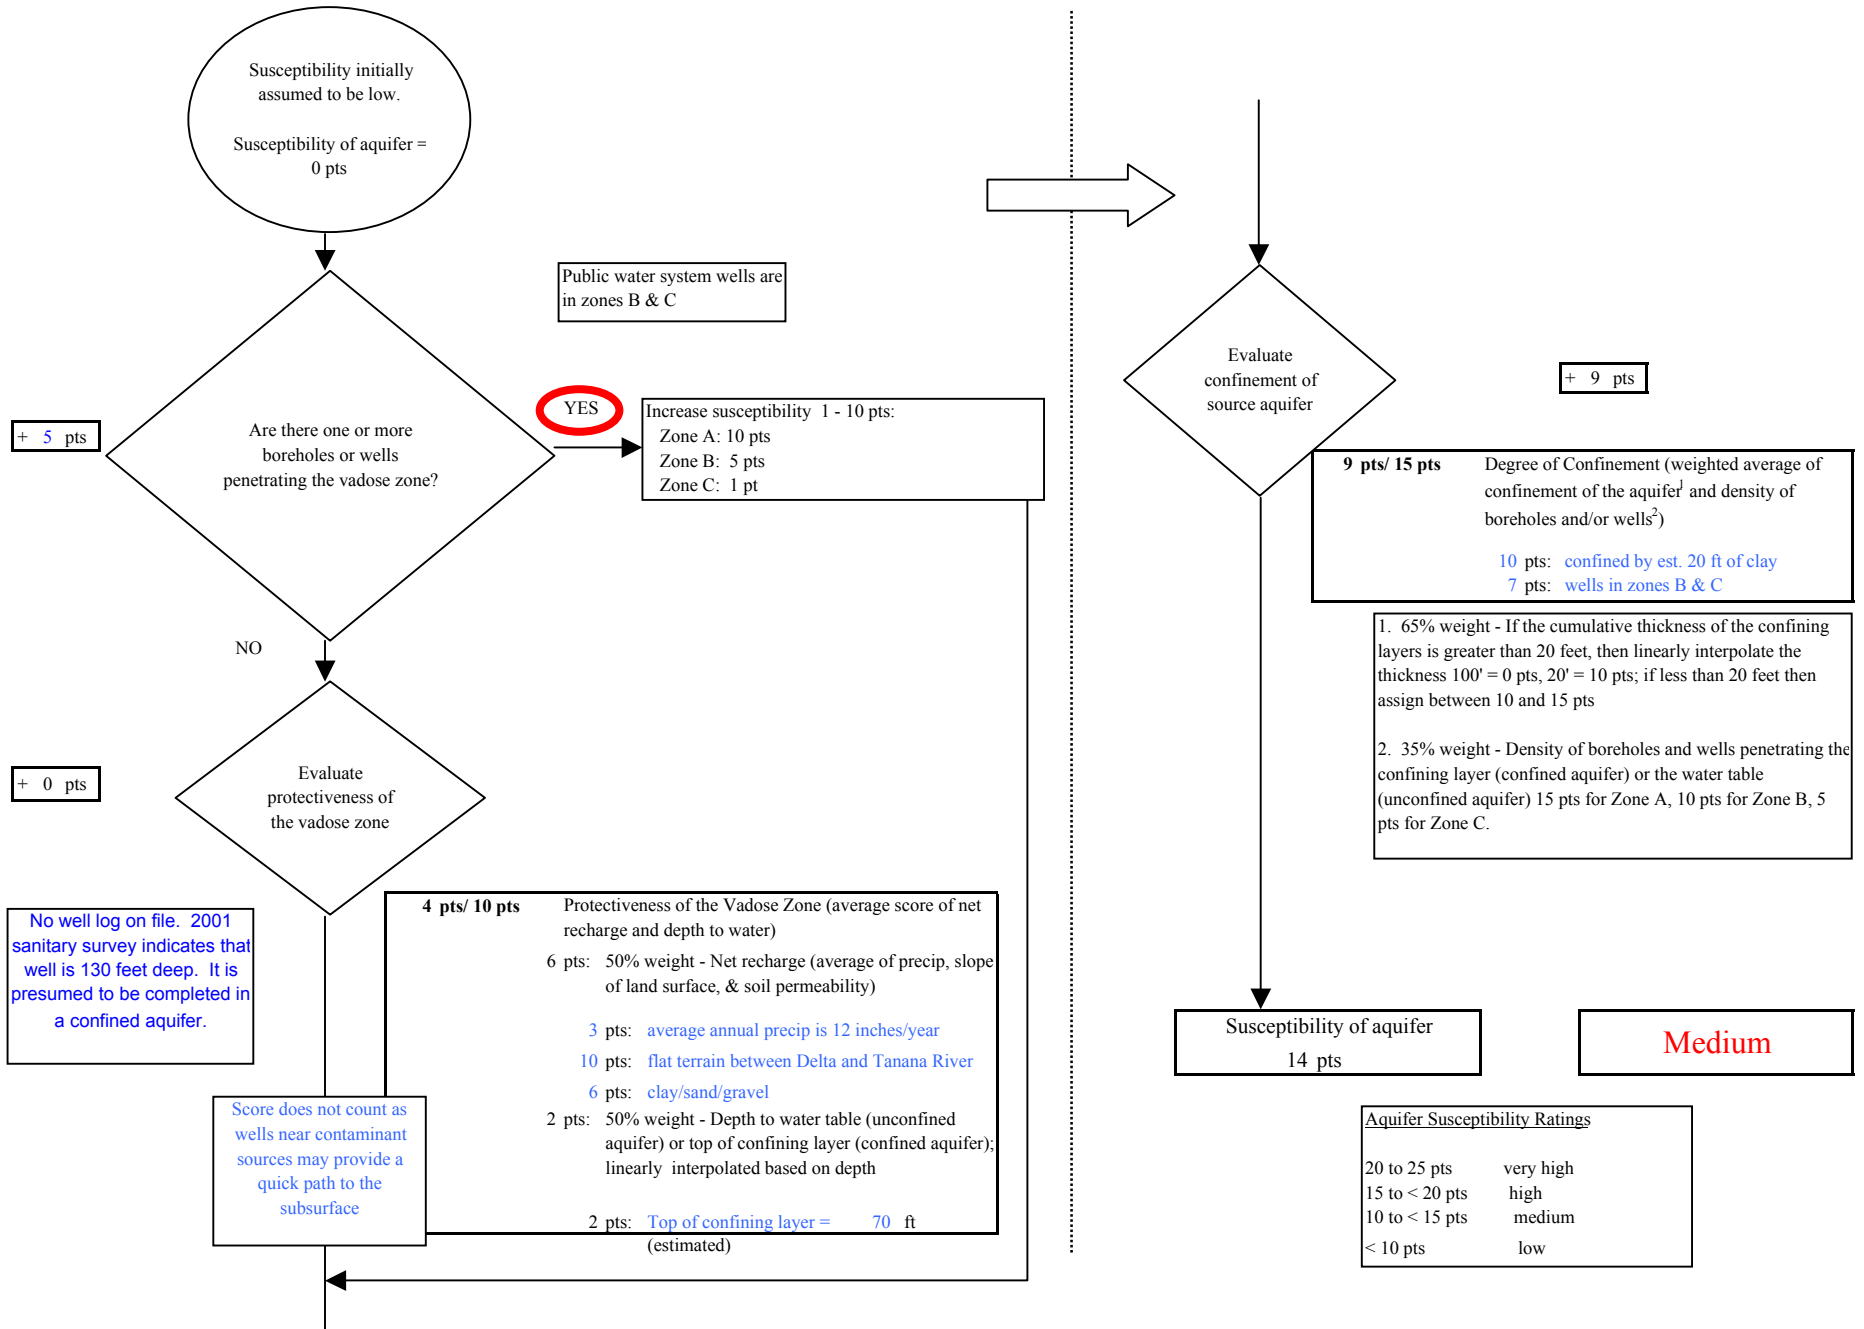 Susceptibility initially
assumed to be low.
Susceptibility of aquifer =
0 pts
Public water system wells are
in zones B & C
+ 5 pts
Are there one or more
boreholes or wells
penetrating the vadose zone?
YES
Increase susceptibility 1 - 10 pts:
Zone A: 10 pts
Zone B: 5 pts
Zone C: 1 pt
NO
+ 0 pts
Evaluate
protectiveness of
the vadose zone
No well log on file. 2001
sanitary survey indicates that
well is 130 feet deep. It is
presumed to be completed in
a confined aquifer.
Score does not count as
wells near contaminant
sources may provide a
quick path to the
subsurface
4 pts/ 10 pts Protectiveness of the Vadose Zone (average score of net
recharge and depth to water)
6 pts: 50% weight - Net recharge (average of precip, slope
of land surface, & soil permeability)
3 pts: average annual precip is 12 inches/year
10 pts: flat terrain between Delta and Tanana River
6 pts: clay/sand/gravel
2 pts: 50% weight - Depth to water table (unconfined
aquifer) or top of confining layer (confined aquifer);
linearly interpolated based on depth
2 pts: Top of confining layer = 70 ft
(estimated)
Evaluate
confinement of
source aquifer
+ 9 pts
9 pts/ 15 pts Degree of Confinement (weighted average of
confinement of the aquifer1 and density of
boreholes and/or wells2)
10 pts: confined by est. 20 ft of clay
7 pts: wells in zones B & C
1. 65% weight - If the cumulative thickness of the confining
layers is greater than 20 feet, then linearly interpolate the
thickness 100' = 0 pts, 20' = 10 pts; if less than 20 feet then
assign between 10 and 15 pts
2. 35% weight - Density of boreholes and wells penetrating the
confining layer (confined aquifer) or the water table
(unconfined aquifer) 15 pts for Zone A, 10 pts for Zone B, 5
pts for Zone C.
Susceptibility of aquifer
14 pts
Medium
Aquifer Susceptibility Ratings
20 to 25 pts very high
15 to < 20 pts high
10 to < 15 pts medium
< 10 pts low